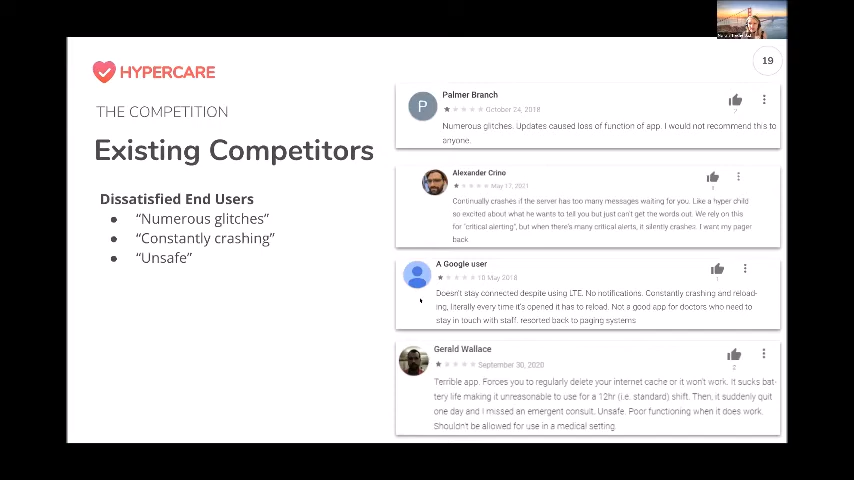 19
HYPERCARE
THE COMPETITION
Existing Competitors
Dissatisfied End Users
● “Numerous glitches”
● “Constantly crashing”
● “Unsafe”
P
Palmer Branch
October 24, 2018
Numerous glitches. Updates caused loss of function of app. I would not recommend this to
anyone.
Alexander Crino
May 17, 2021
Continually crashes if the server has too many messages waiting for you. Like a hyper child
so excited about what he wants to tell you but just can't get the words out. We rely on this
for "critical alerting", but when there's many critical alerts, it silently crashes. I want my pager
back
A Google user
10 May 2018
Doesn't stay connected despite using LTE. No notifications. Constantly crashing and reload-
ing, literally every time it's opened it has to reload. Not a good app for doctors who need to
stay in touch with staff. resorted back to paging systems
1
Gerald Wallace
September 30, 2020
2
Terrible app. Forces you to regularly delete your internet cache or it won't work. It sucks bat-
tery life making it unreasonable to use for a 12hr (i.e. standard) shift. Then, it suddenly quit
one day and I missed an emergent consult. Unsafe. Poor functioning when it does work.
Shouldn't be allowed for use in a medical setting